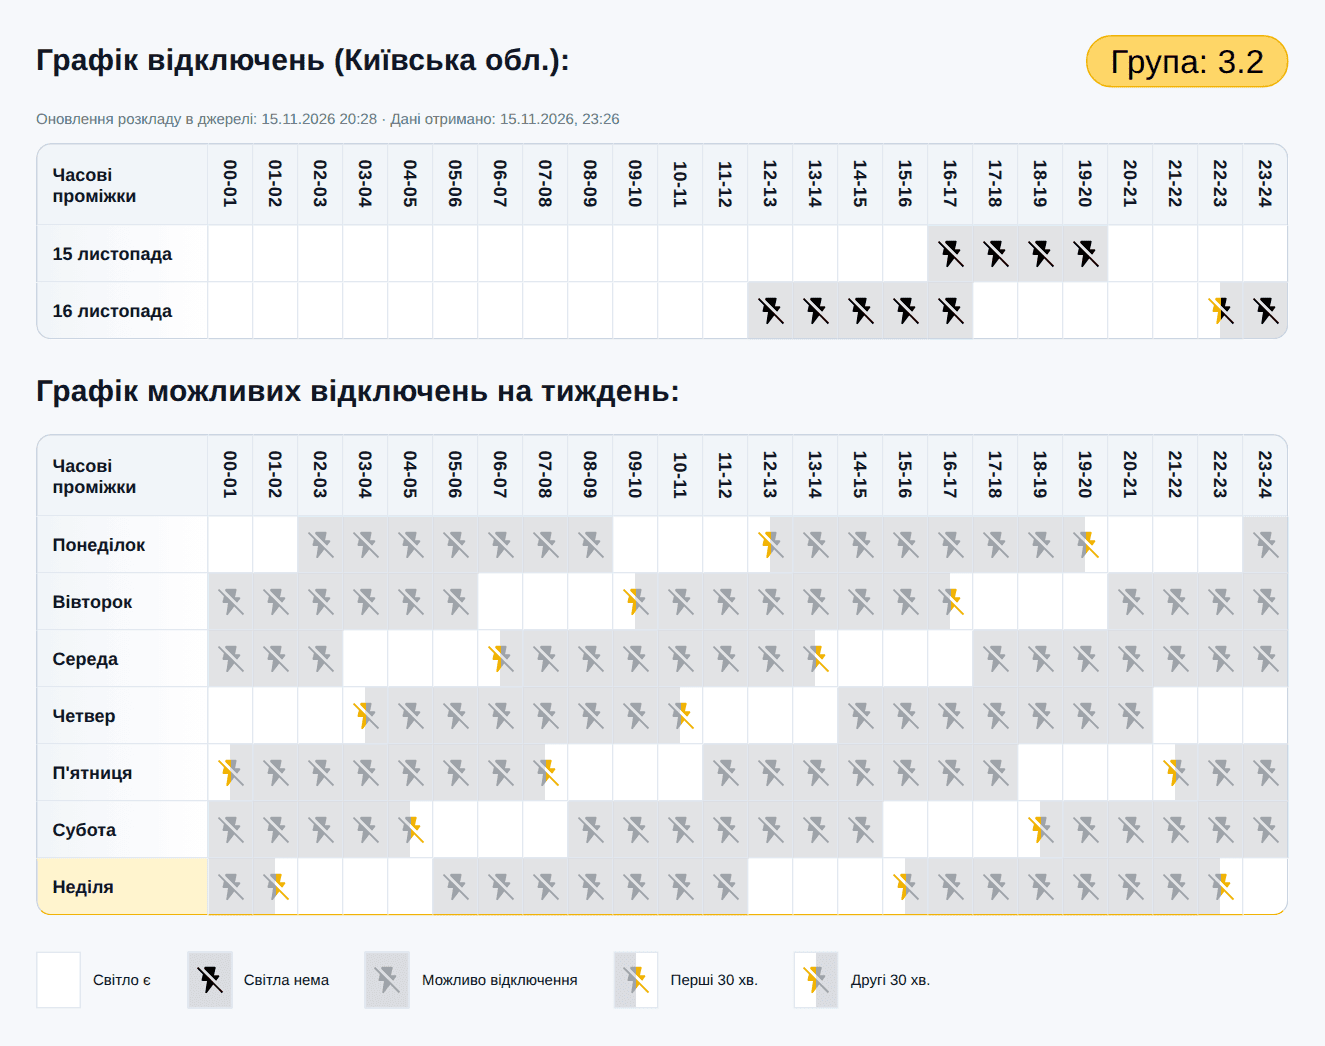 Графік відключень (Київська обл.):
Група: 3.2
Оновлення розкладу в джерелі: 15.11.2026 20:28 · Дані отримано: 15.11.2026, 23:26
Часові
проміжки
00-01 01-02 02-03 03-04 04-05 05-06 06-07 07-08 08-09 09-10 10-11 11-12 12-13 13-14 14-15 15-16 16-17 17-18 18-19 19-20 20-21 21-22 22-23 23-24
15 листопада
16 листопада
Графік можливих відключень на тиждень:
Часові
проміжки
00-01 01-02 02-03 03-04 04-05 05-06 06-07 07-08 08-09 09-10 10-11 11-12 12-13 13-14 14-15 15-16 16-17 17-18 18-19 19-20 20-21 21-22 22-23 23-24
Понеділок
Вівторок
Середа
Четвер
П'ятниця
Субота
Неділя
Світло є
Світла нема
Можливо відключення
Перші 30 хв.
Другі 30 хв.